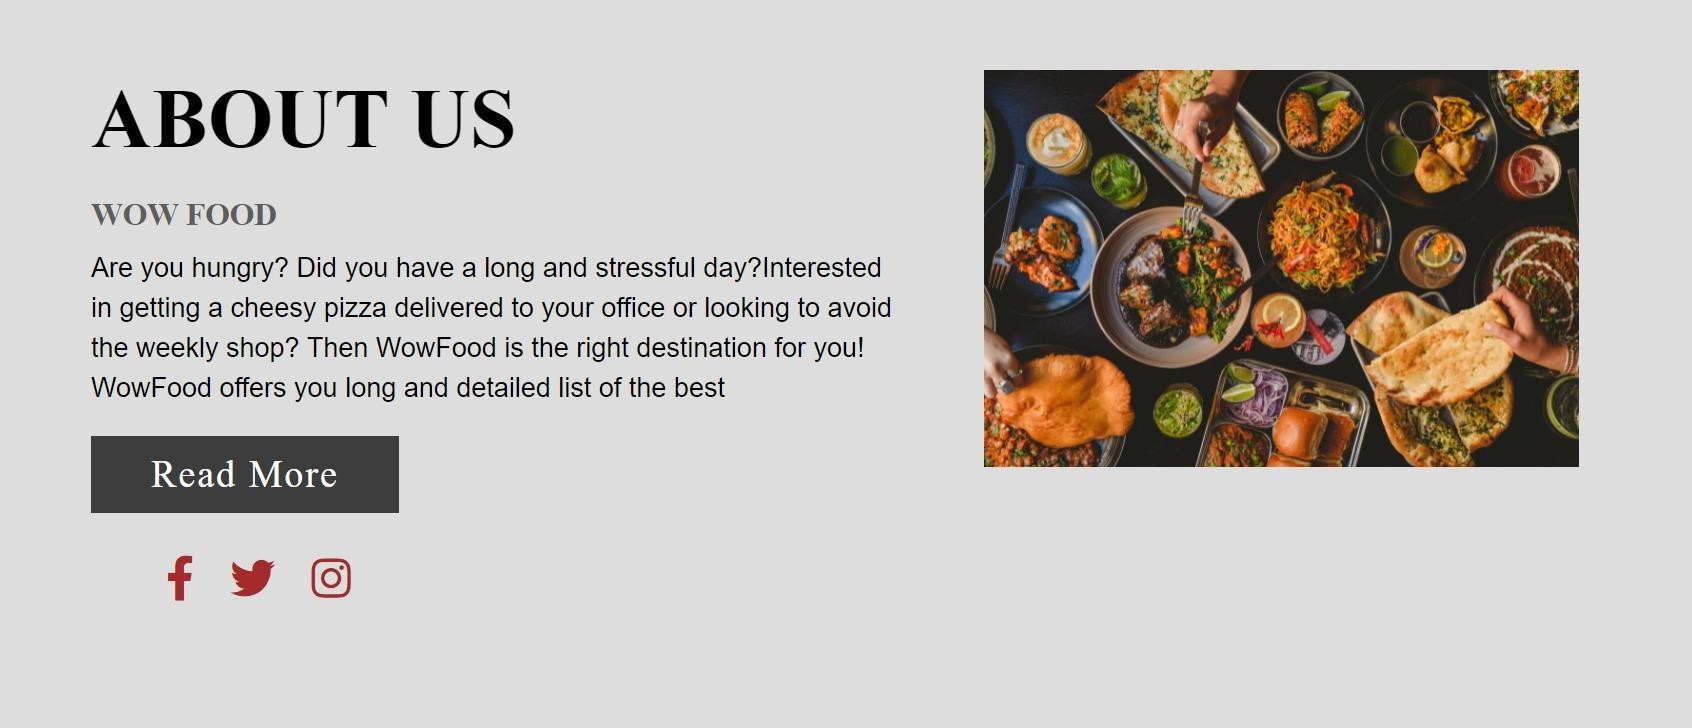 ABOUT US
WOW FOOD
Are you hungry? Did you have a long and stressful day?Interested
in getting a cheesy pizza delivered to your office or looking to avoid
the weekly shop? Then WowFood is the right destination for you!
WowFood offers you long and detailed list of the best
Read More